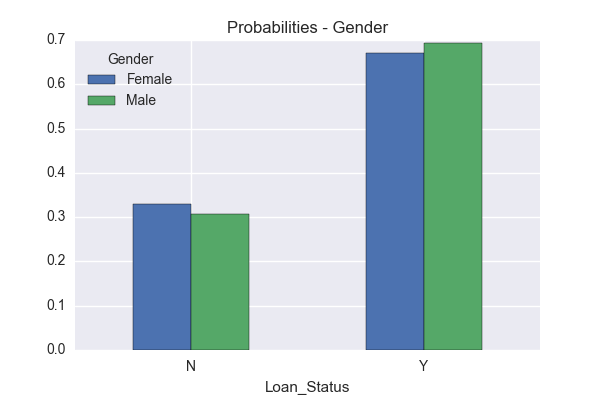 Probabilities - Gender
0.7
0.6
0.5
0.4
0.3
0.2
0.1
0.0
Gender
Female
Male
N
Y
Loan_Status